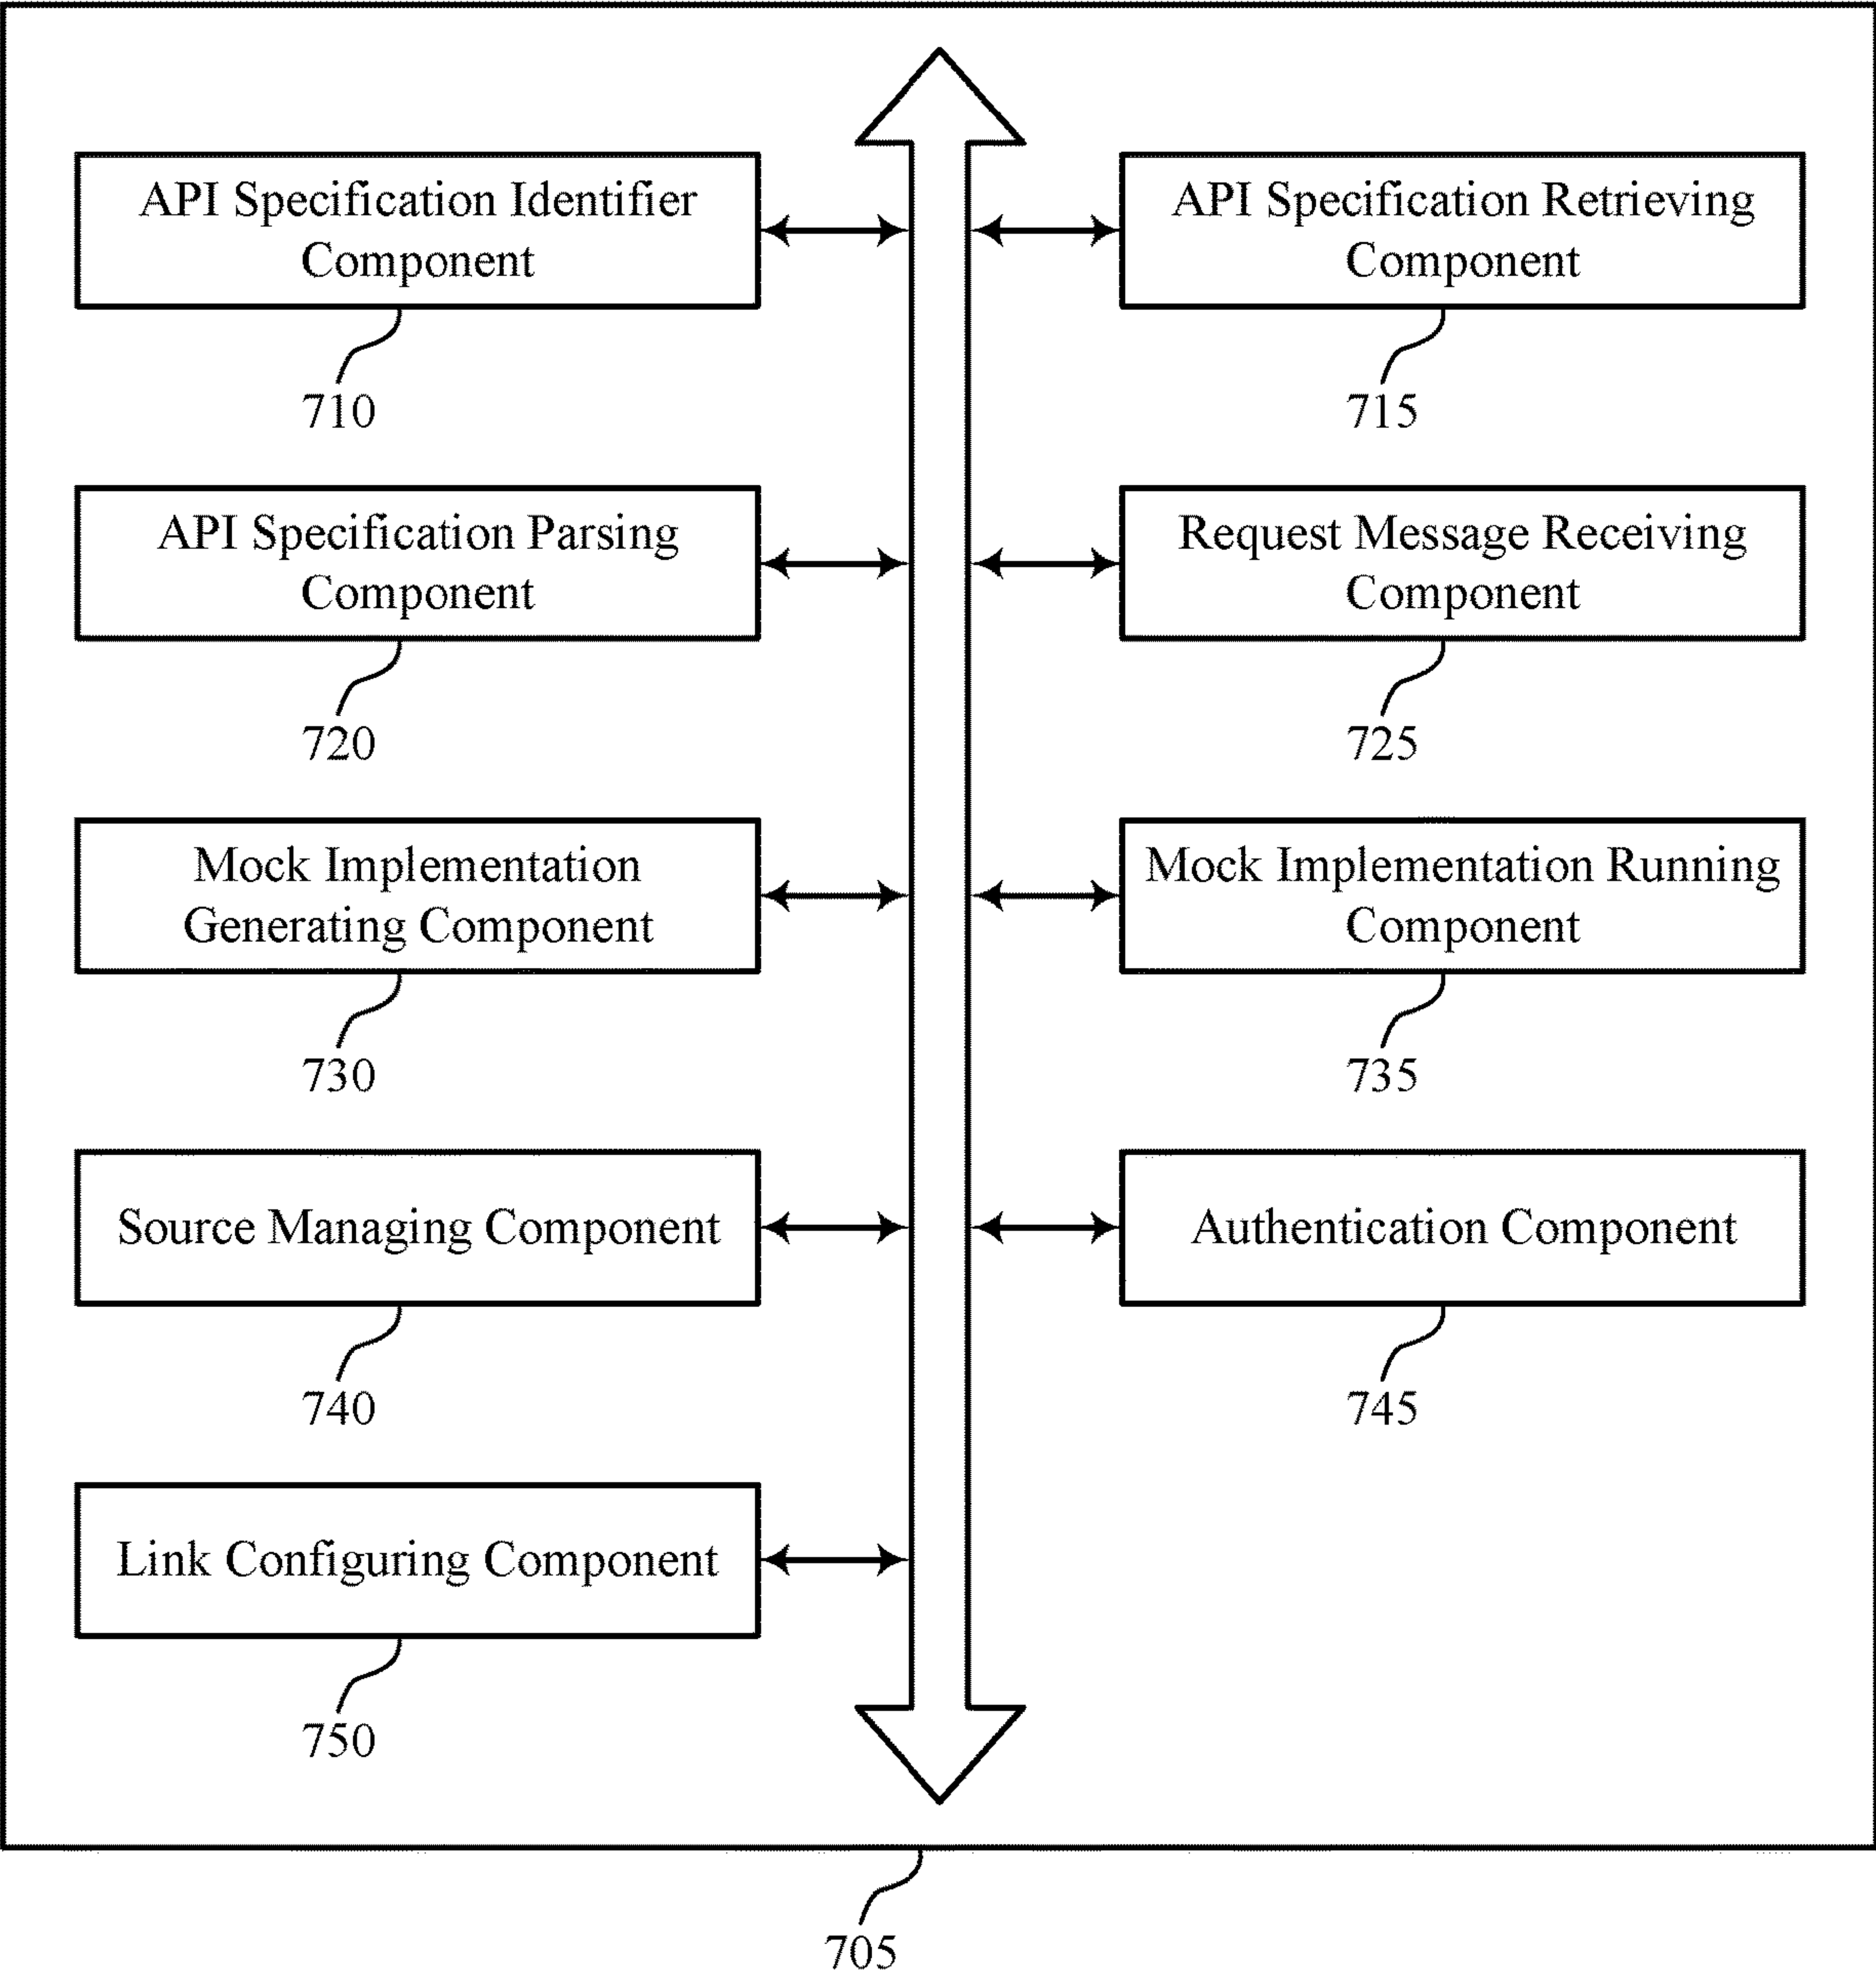 API Specification Identifier
Component
710
API Specification Retrieving
Component
715
API Specification Parsing
Component
720
Request Message Receiving
Component
725
Mock Implementation
Generating Component
730
Mock Implementation Running
Component
735
Source Managing Component
740
Authentication Component
745
Link Configuring Component
750
705